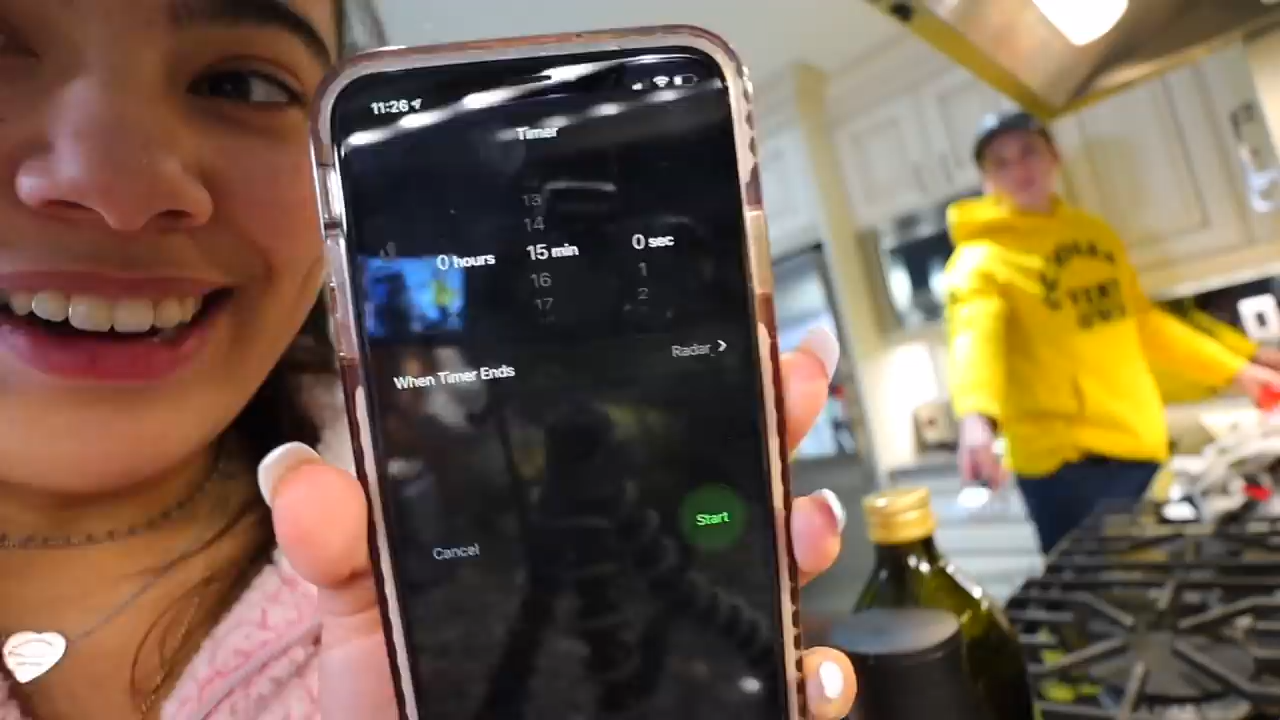 11:26
Timer
13
14
0 hours 15 min 0 sec
16 1
17 2
Radar
When Timer Ends
Start
Cancel